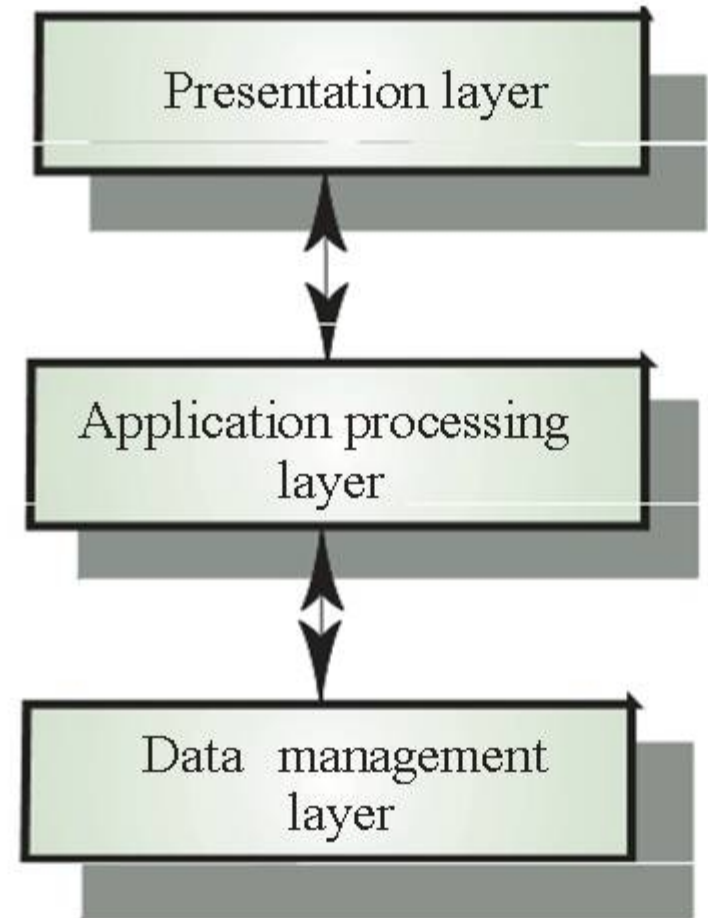 Presentation layer
Application processing
layer
Data management
layer